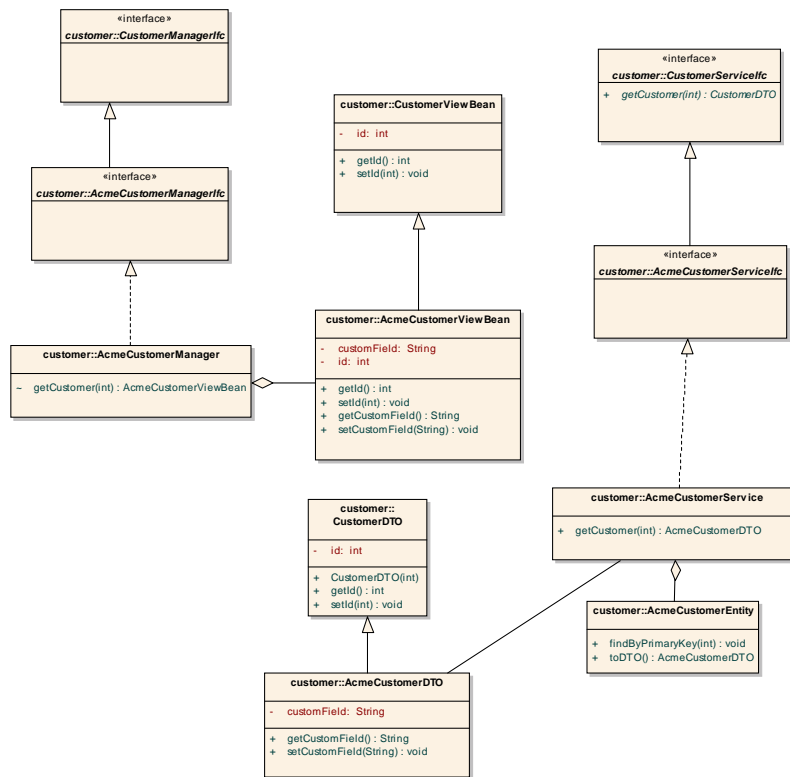 «interface»
customer::CustomerManagerIfc
«interface»
customer::AcmeCustomerManagerIfc
customer::AcmeCustomerManager
~ getCustomer(int) : AcmeCustomerViewBean
customer::CustomerViewBean
- id: int
+ getId() : int
+ setId(int) : void
customer::AcmeCustomerViewBean
- customField: String
- id: int
+ getId() : int
+ setId(int) : void
+ getCustomField() : String
+ setCustomField(String) : void
«interface»
customer::CustomerServiceIfc
+ getCustomer(int) : CustomerDTO
«interface»
customer::AcmeCustomerServiceIfc
customer::AcmeCustomerService
+ getCustomer(int) : AcmeCustomerDTO
customer::AcmeCustomerEntity
+ findByPrimaryKey(int) : void
+ toDTO() : AcmeCustomerDTO
customer::
CustomerDTO
- id: int
+ CustomerDTO(int)
+ getId() : int
+ setId(int) : void
customer::AcmeCustomerDTO
- customField: String
+ getCustomField() : String
+ setCustomField(String) : void